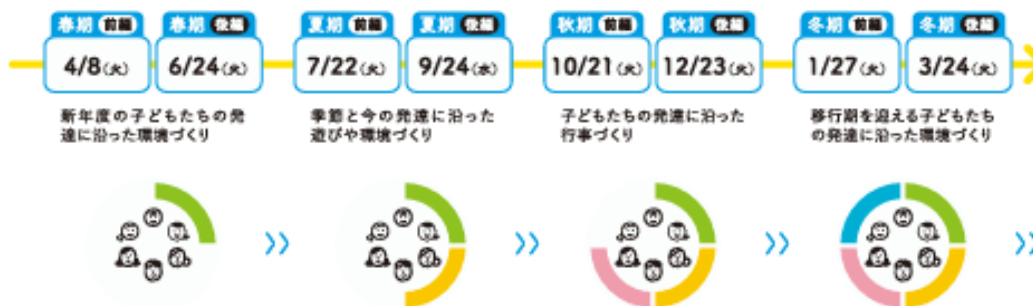 春期 前編
春期 後編
夏期 前編
夏期 後編
秋期 前編
秋期 後編
冬期 前編
冬期 後編
4/8(火)
6/24(火)
7/22(火)
9/24(水)
10/21(火)
12/23(火)
1/27(火)
3/24(火)
新年度の子どもたちの発
達に沿った環境づくり
季節と今の発達に沿った
遊びや環境づくり
子どもたちの発達に沿った
行事づくり
移行期を迎える子どもたち
の発達に沿った環境づくり